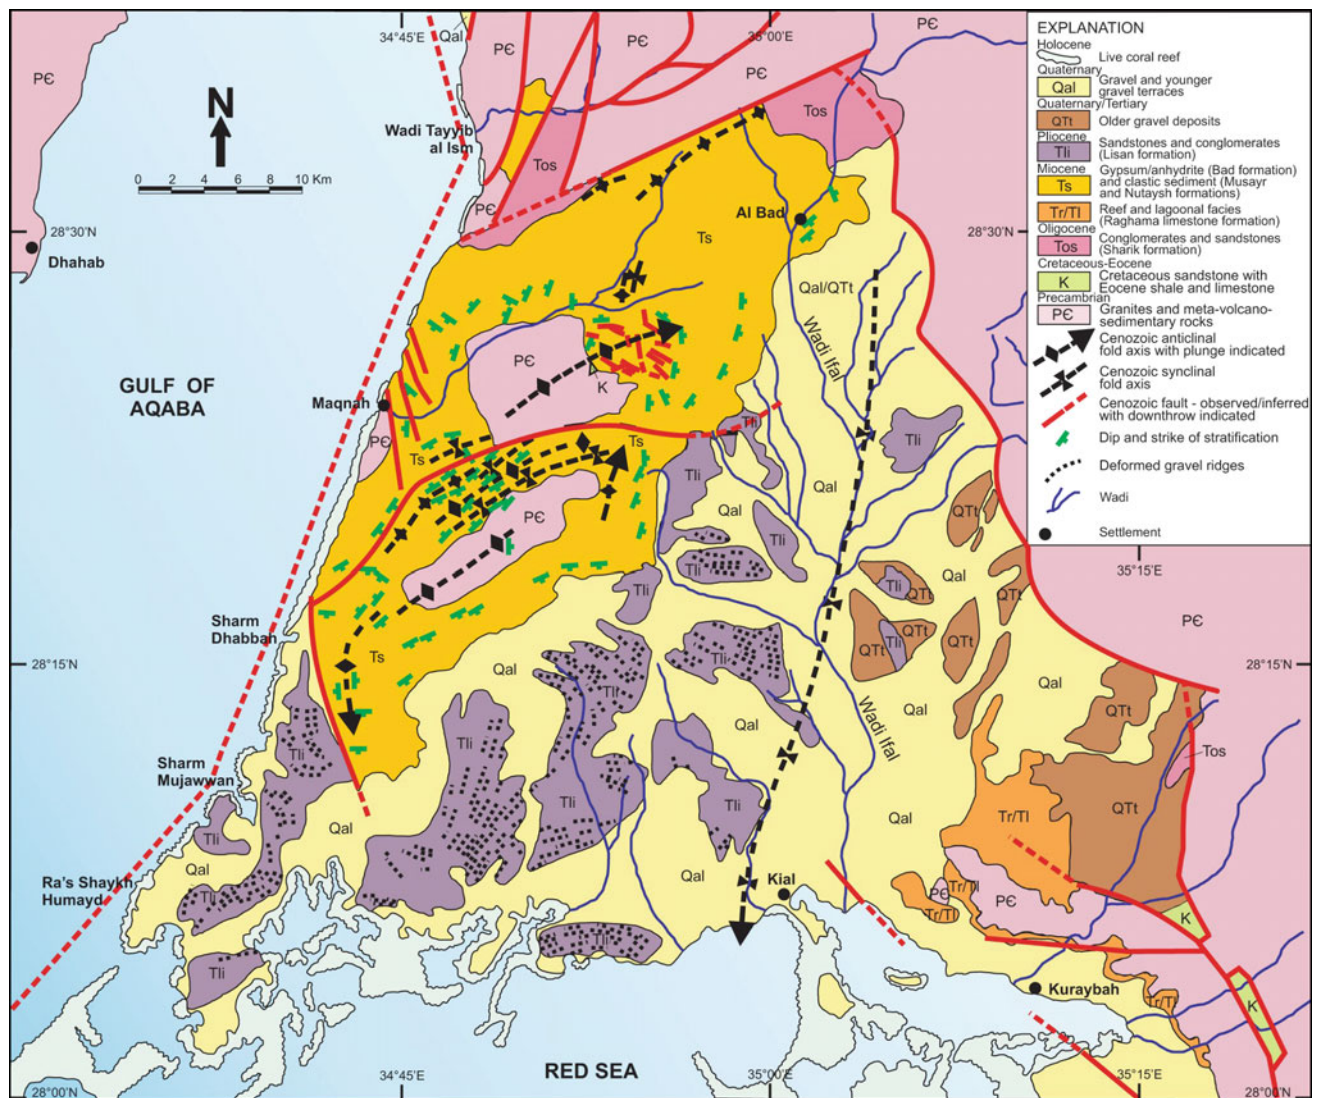 34°45'E
Qal
PЄ
PЄ
35°00'E
PЄ
PЄ
PЄ
N
Wadi Tayyib
al Ism
Tos
Tos
0 2 4 6 8 10 Km
PЄ
Al Bad
28°30'N
Dhahab
Ts
28°30'N
Qal/QTt
Wadi Ifal
GULF OF
AQABA
PЄ
K
Maqnah
PЄ
Ts
Ts
Tli
Tli
Tli
Qal
PЄ
Qal
Tli
QTt
Tli
Qal
Tli
QTt
QTt
35°15'E
Tli
Sharm
Dhabbah
PЄ
QTt
Tli
QTt
QTt
Ts
Tli
28°15'N
Qal
28°15'N
Tli
Qal
Qal
QTt
Qal
Wadi Ifal
Tli
Tli
Tos
Sharm
Mujawwan
Tli
Tli
QTt
Tr/Tl
Qal
Qal
Tli
Qal
Ra's Shaykh
Humayd
Tli
Qal
Kial
PЄ
Tr/Tl
PЄ
Tr/Tl
K
Tli
Tli
Kuraybah
Tr/Tl
K
RED SEA
28°00'N
34°45'E
35°00'E
35°15'E
28°00'N
EXPLANATION
Holocene
Live coral reef
Quaternary
Qal
Gravel and younger
gravel terraces
Quaternary/Tertiary
QTt
Older gravel deposits
Pliocene
Tli
Sandstones and conglomerates
(Lisan formation)
Miocene
Ts
Gypsum/anhydrite (Bad formation)
and clastic sediment (Musayr
and Nutaysh formations)
Tr/Tl
Reef and lagoonal facies
(Raghama limestone formation)
Oligocene
Tos
Conglomerates and sandstones
(Sharik formation)
Cretaceous-Eocene
K
Cretaceous sandstone with
Eocene shale and limestone
Precambrian
PЄ
Granites and meta-volcano-
sedimentary rocks
Cenozoic anticlinal
fold axis with plunge indicated
Cenozoic synclinal
fold axis
Cenozoic fault - observed/inferred
with downthrow indicated
Dip and strike of stratification
Deformed gravel ridges
Wadi
Settlement